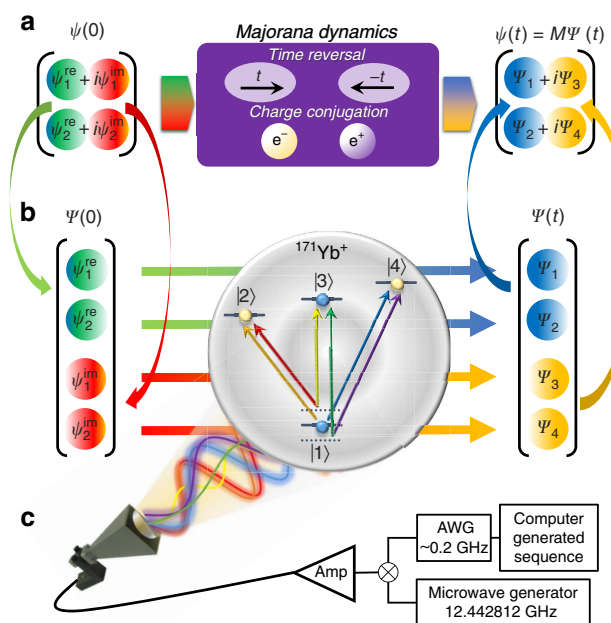 a
ψ(0)
Majorana dynamics
ψ(t) = MΨ (t)
Time reversal
t
−t
Charge conjugation
e⁻
e⁺
ψ₁ʳᵉ + iψ₁ⁱᵐ
ψ₂ʳᵉ + iψ₂ⁱᵐ
Ψ₁ + iΨ₃
Ψ₂ + iΨ₄
b
Ψ(0)
Ψ(t)
¹⁷¹Yb⁺
|2⟩
|3⟩
|4⟩
|1⟩
ψ₁ʳᵉ
ψ₂ʳᵉ
ψ₁ⁱᵐ
ψ₂ⁱᵐ
Ψ₁
Ψ₂
Ψ₃
Ψ₄
c
Amp
AWG
~0.2 GHz
Computer
generated
sequence
Microwave generator
12.442812 GHz